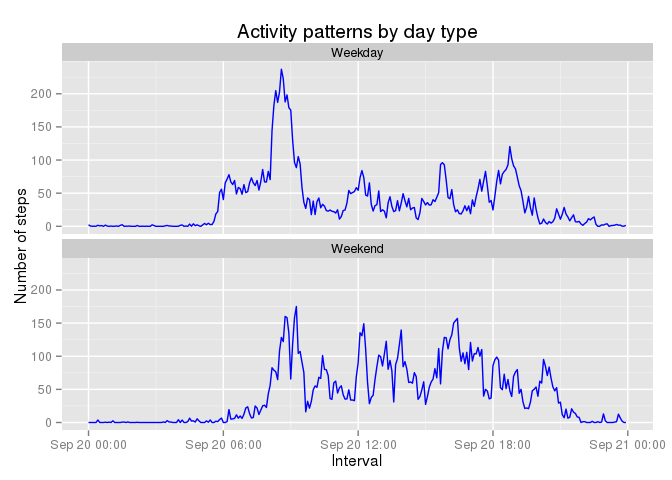 Activity patterns by day type
Weekday
200
150
100
50
0
Weekend
200
150
100
50
0
Number of steps
Sep 20 00:00 Sep 20 06:00 Sep 20 12:00 Sep 20 18:00 Sep 21 00:00
Interval